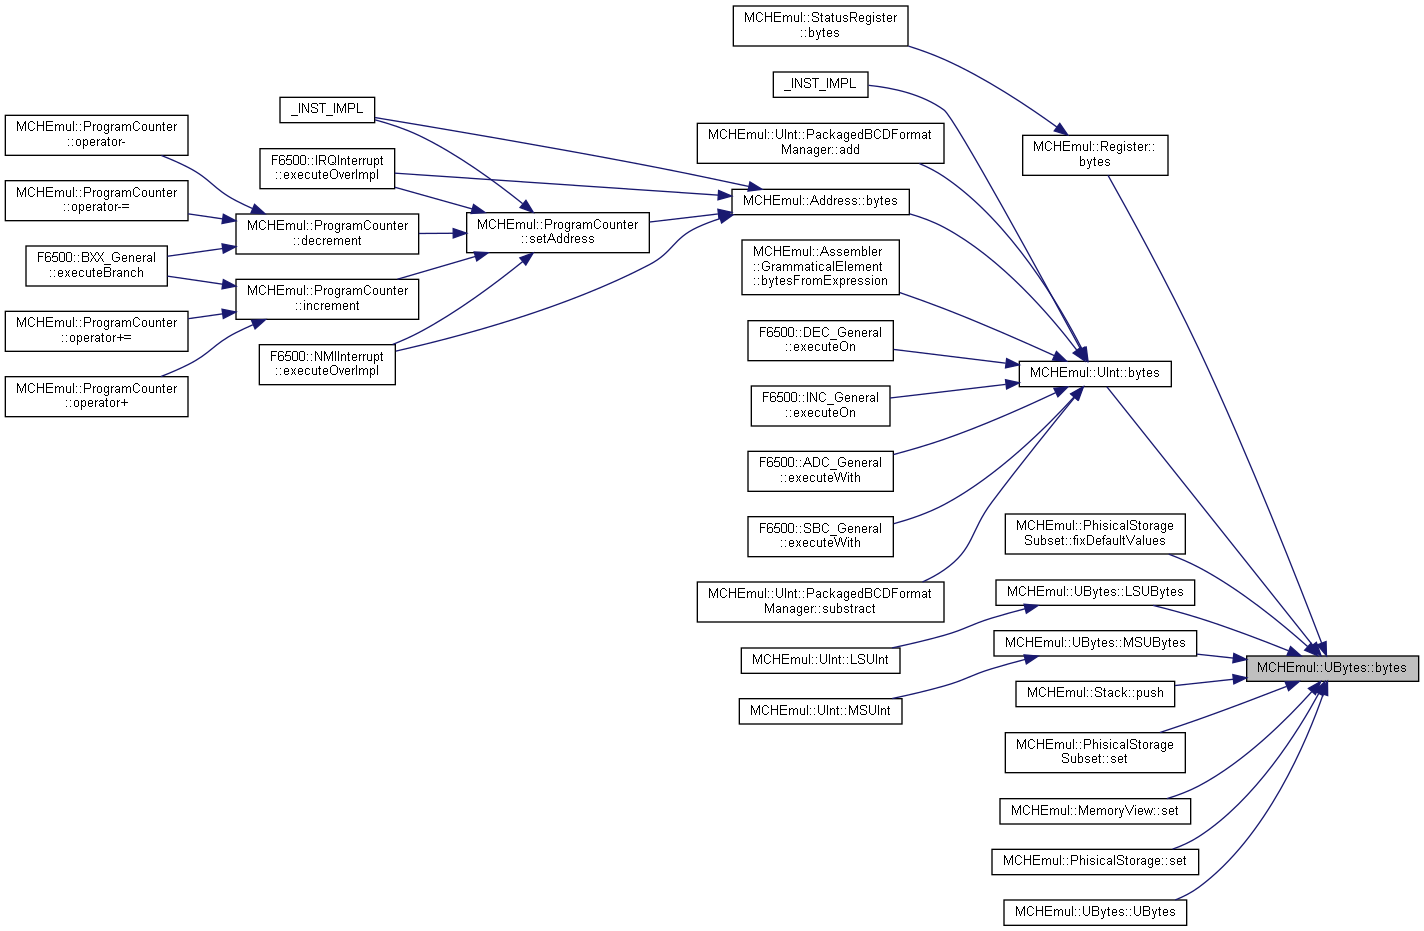 MCHEmul::StatusRegister
::bytes
_INST_IMPL
MCHEmul::UInt::PackagedBCDFormat
Manager::add
MCHEmul::Register::
bytes
_INST_IMPL
MCHEmul::ProgramCounter
::operator-
F6500::IRQInterrupt
::executeOverImpl
MCHEmul::ProgramCounter
::operator-=
MCHEmul::Address::bytes
MCHEmul::ProgramCounter
::decrement
MCHEmul::ProgramCounter
::setAddress
F6500::BXX_General
::executeBranch
MCHEmul::Assembler
::GrammaticalElement
::bytesFromExpression
MCHEmul::ProgramCounter
::increment
MCHEmul::ProgramCounter
::operator+=
F6500::DEC_General
::executeOn
F6500::NMIInterrupt
::executeOverImpl
MCHEmul::UInt::bytes
MCHEmul::ProgramCounter
::operator+
F6500::INC_General
::executeOn
F6500::ADC_General
::executeWith
F6500::SBC_General
::executeWith
MCHEmul::PhisicalStorage
Subset::fixDefaultValues
MCHEmul::UInt::PackagedBCDFormat
Manager::substract
MCHEmul::UBytes::LSUBytes
MCHEmul::UBytes::MSUBytes
MCHEmul::UInt::LSUInt
MCHEmul::UBytes::bytes
MCHEmul::Stack::push
MCHEmul::UInt::MSUInt
MCHEmul::PhisicalStorage
Subset::set
MCHEmul::MemoryView::set
MCHEmul::PhisicalStorage::set
MCHEmul::UBytes::UBytes